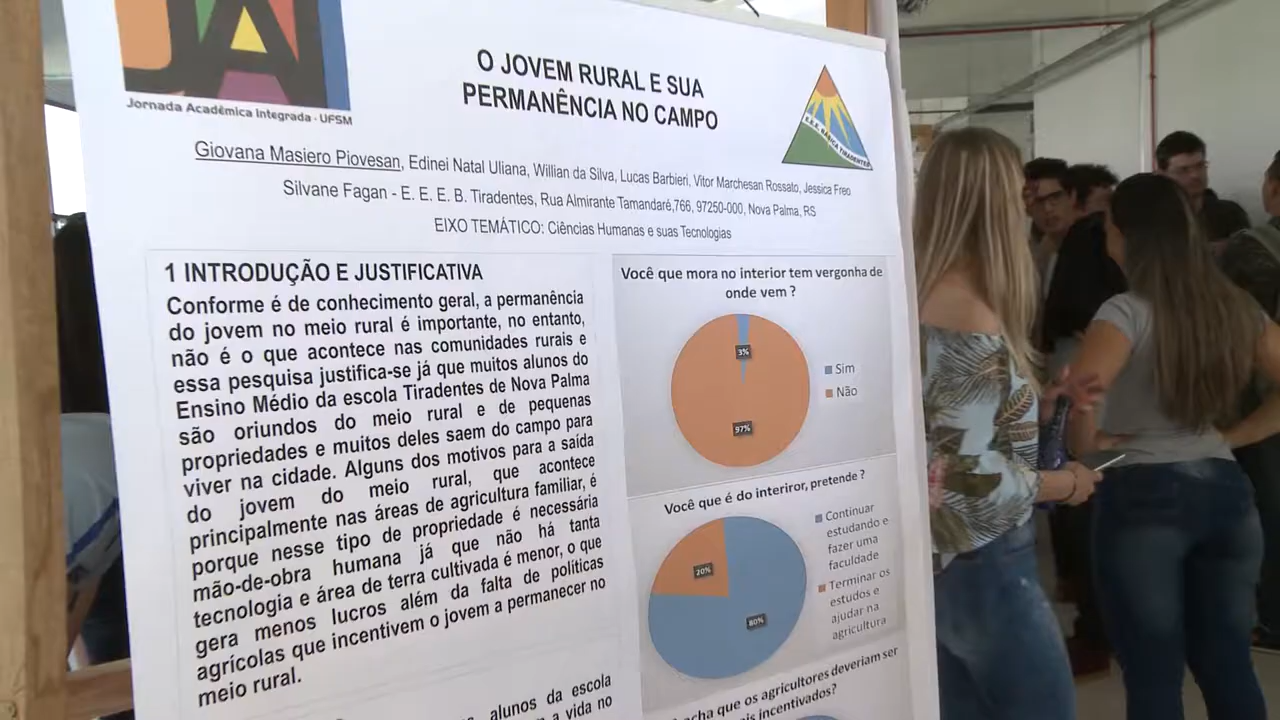 JAI
Jornada Acadêmica Integrada - UFSM
O JOVEM RURAL E SUA
PERMANÊNCIA NO CAMPO
E.E.E. BÁSICA TIRADENTES
Giovana Masiero Piovesan, Edinei Natal Uliana, Willian da Silva, Lucas Barbieri, Vitor Marchesan Rossato, Jessica Freo
Silvane Fagan - E. E. E. B. Tiradentes, Rua Almirante Tamandaré,766, 97250-000, Nova Palma, RS
EIXO TEMÁTICO: Ciências Humanas e suas Tecnologias
1 INTRODUÇÃO E JUSTIFICATIVA
Conforme é de conhecimento geral, a permanência
do jovem no meio rural é importante, no entanto,
não é o que acontece nas comunidades rurais e
essa pesquisa justifica-se já que muitos alunos do
Ensino Médio da escola Tiradentes de Nova Palma
são oriundos do meio rural e de pequenas
propriedades e muitos deles saem do campo para
viver na cidade. Alguns dos motivos para a saída
do jovem do meio rural, que acontece
principalmente nas áreas de agricultura familiar, é
porque nesse tipo de propriedade é necessária
mão-de-obra humana já que não há tanta
tecnologia e área de terra cultivada é menor, o que
gera menos lucros além da falta de políticas
agrícolas que incentivem o jovem a permanecer no
meio rural.
alunos da escola
a vida no
Você que mora no interior tem vergonha de
onde vem ?
3%
97%
Sim
Não
Você que é do interiror, pretende ?
20%
80%
Continuar
estudando e
fazer uma
faculdade
Terminar os
estudos e
ajudar na
agricultura
acha que os agricultores deveriam ser
incentivados?